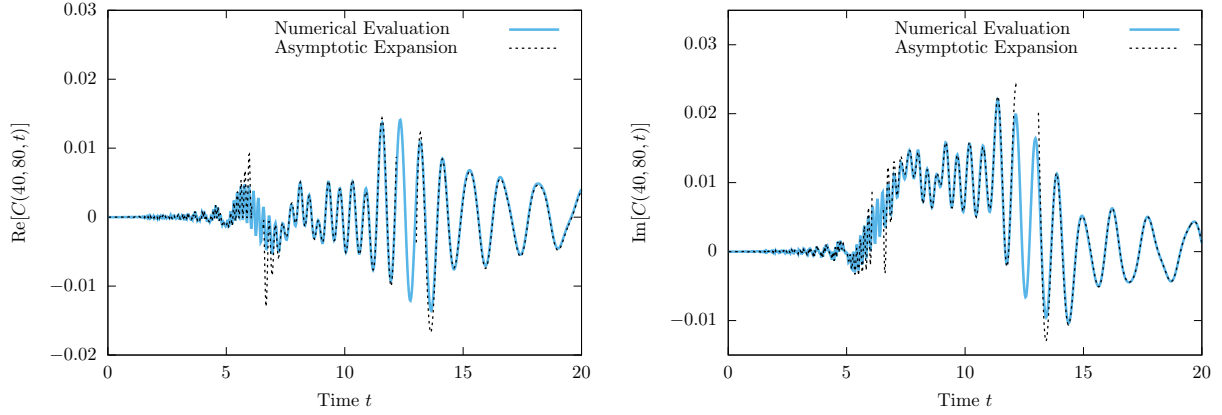 Re[C(40, 80, t)]
0.03
0.02
0.01
0
−0.01
−0.02
0
5
10
15
20
Time t
Numerical Evaluation
Asymptotic Expansion
Im[C(40, 80, t)]
0.03
0.02
0.01
0
−0.01
0
5
10
15
20
Time t
Numerical Evaluation
Asymptotic Expansion